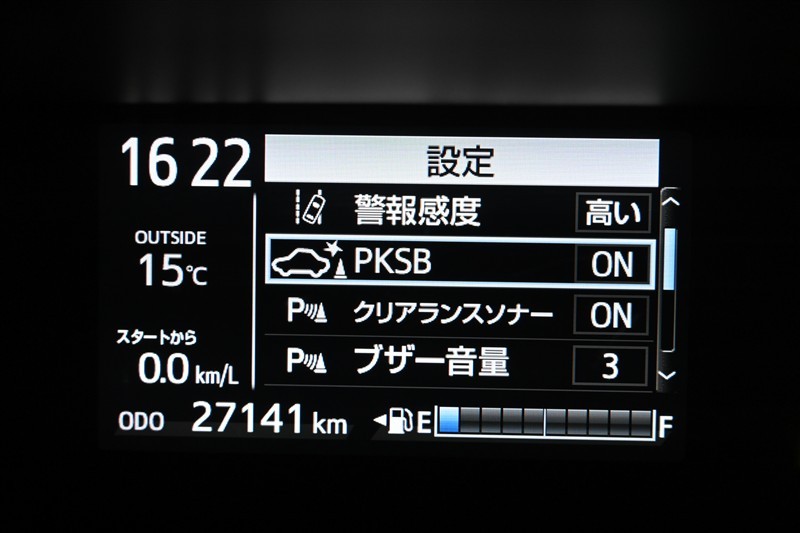 16 22
設定
警報感度 高い
OUTSIDE
15℃
PKSB ON
P クリアランスソナー ON
スタートから
0.0 km/L
P ブザー音量 3
ODO 27141 km
E F